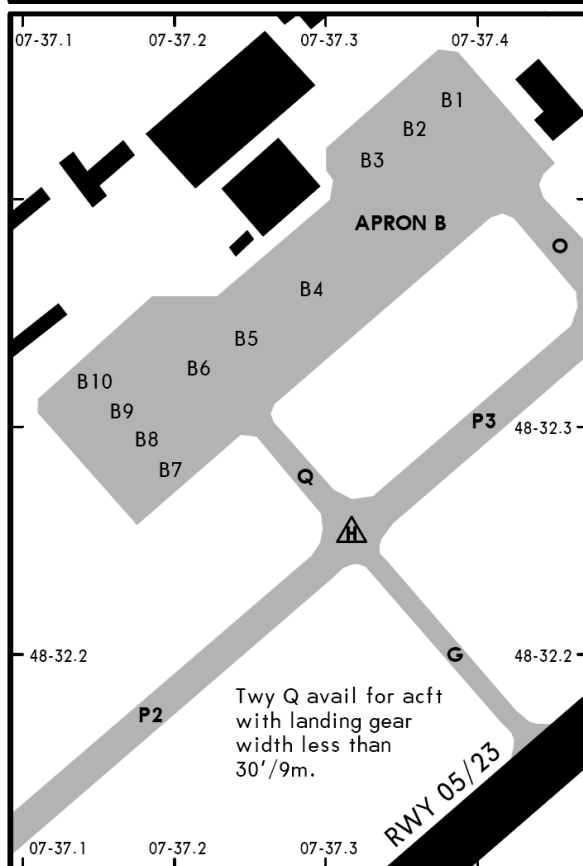 07-37.1 07-37.2 07-37.3 07-37.4
B1
B2
B3
APRON B
O
B4
B5
B6
B10
B9
P3
48-32.3
B8
B7
Q
H
48-32.2
G
48-32.2
Twy Q avail for acft
with landing gear
width less than
30'/9m.
P2
RWY 05/23
07-37.1 07-37.2 07-37.3